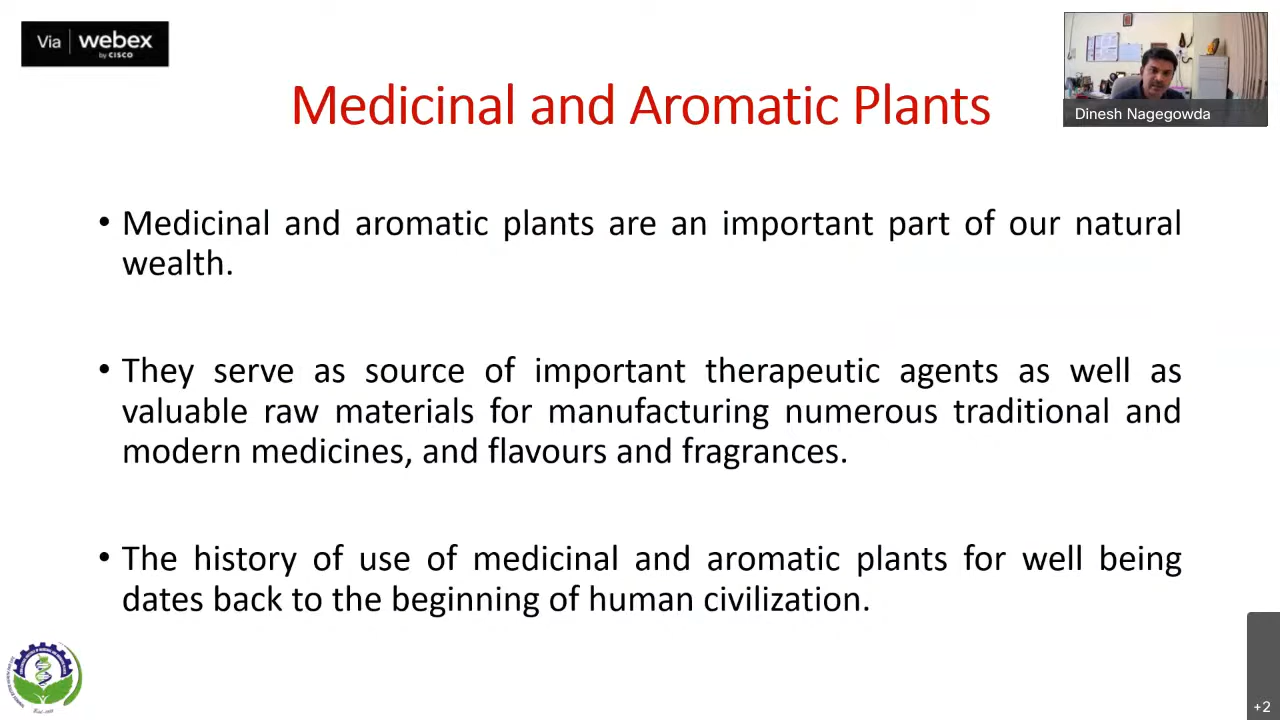 Via webex
by CISCO
Medicinal and Aromatic Plants
Dinesh Nagegowda
• Medicinal and aromatic plants are an important part of our natural
wealth.
• They serve as source of important therapeutic agents as well as
valuable raw materials for manufacturing numerous traditional and
modern medicines, and flavours and fragrances.
• The history of use of medicinal and aromatic plants for well being
dates back to the beginning of human civilization.
+2